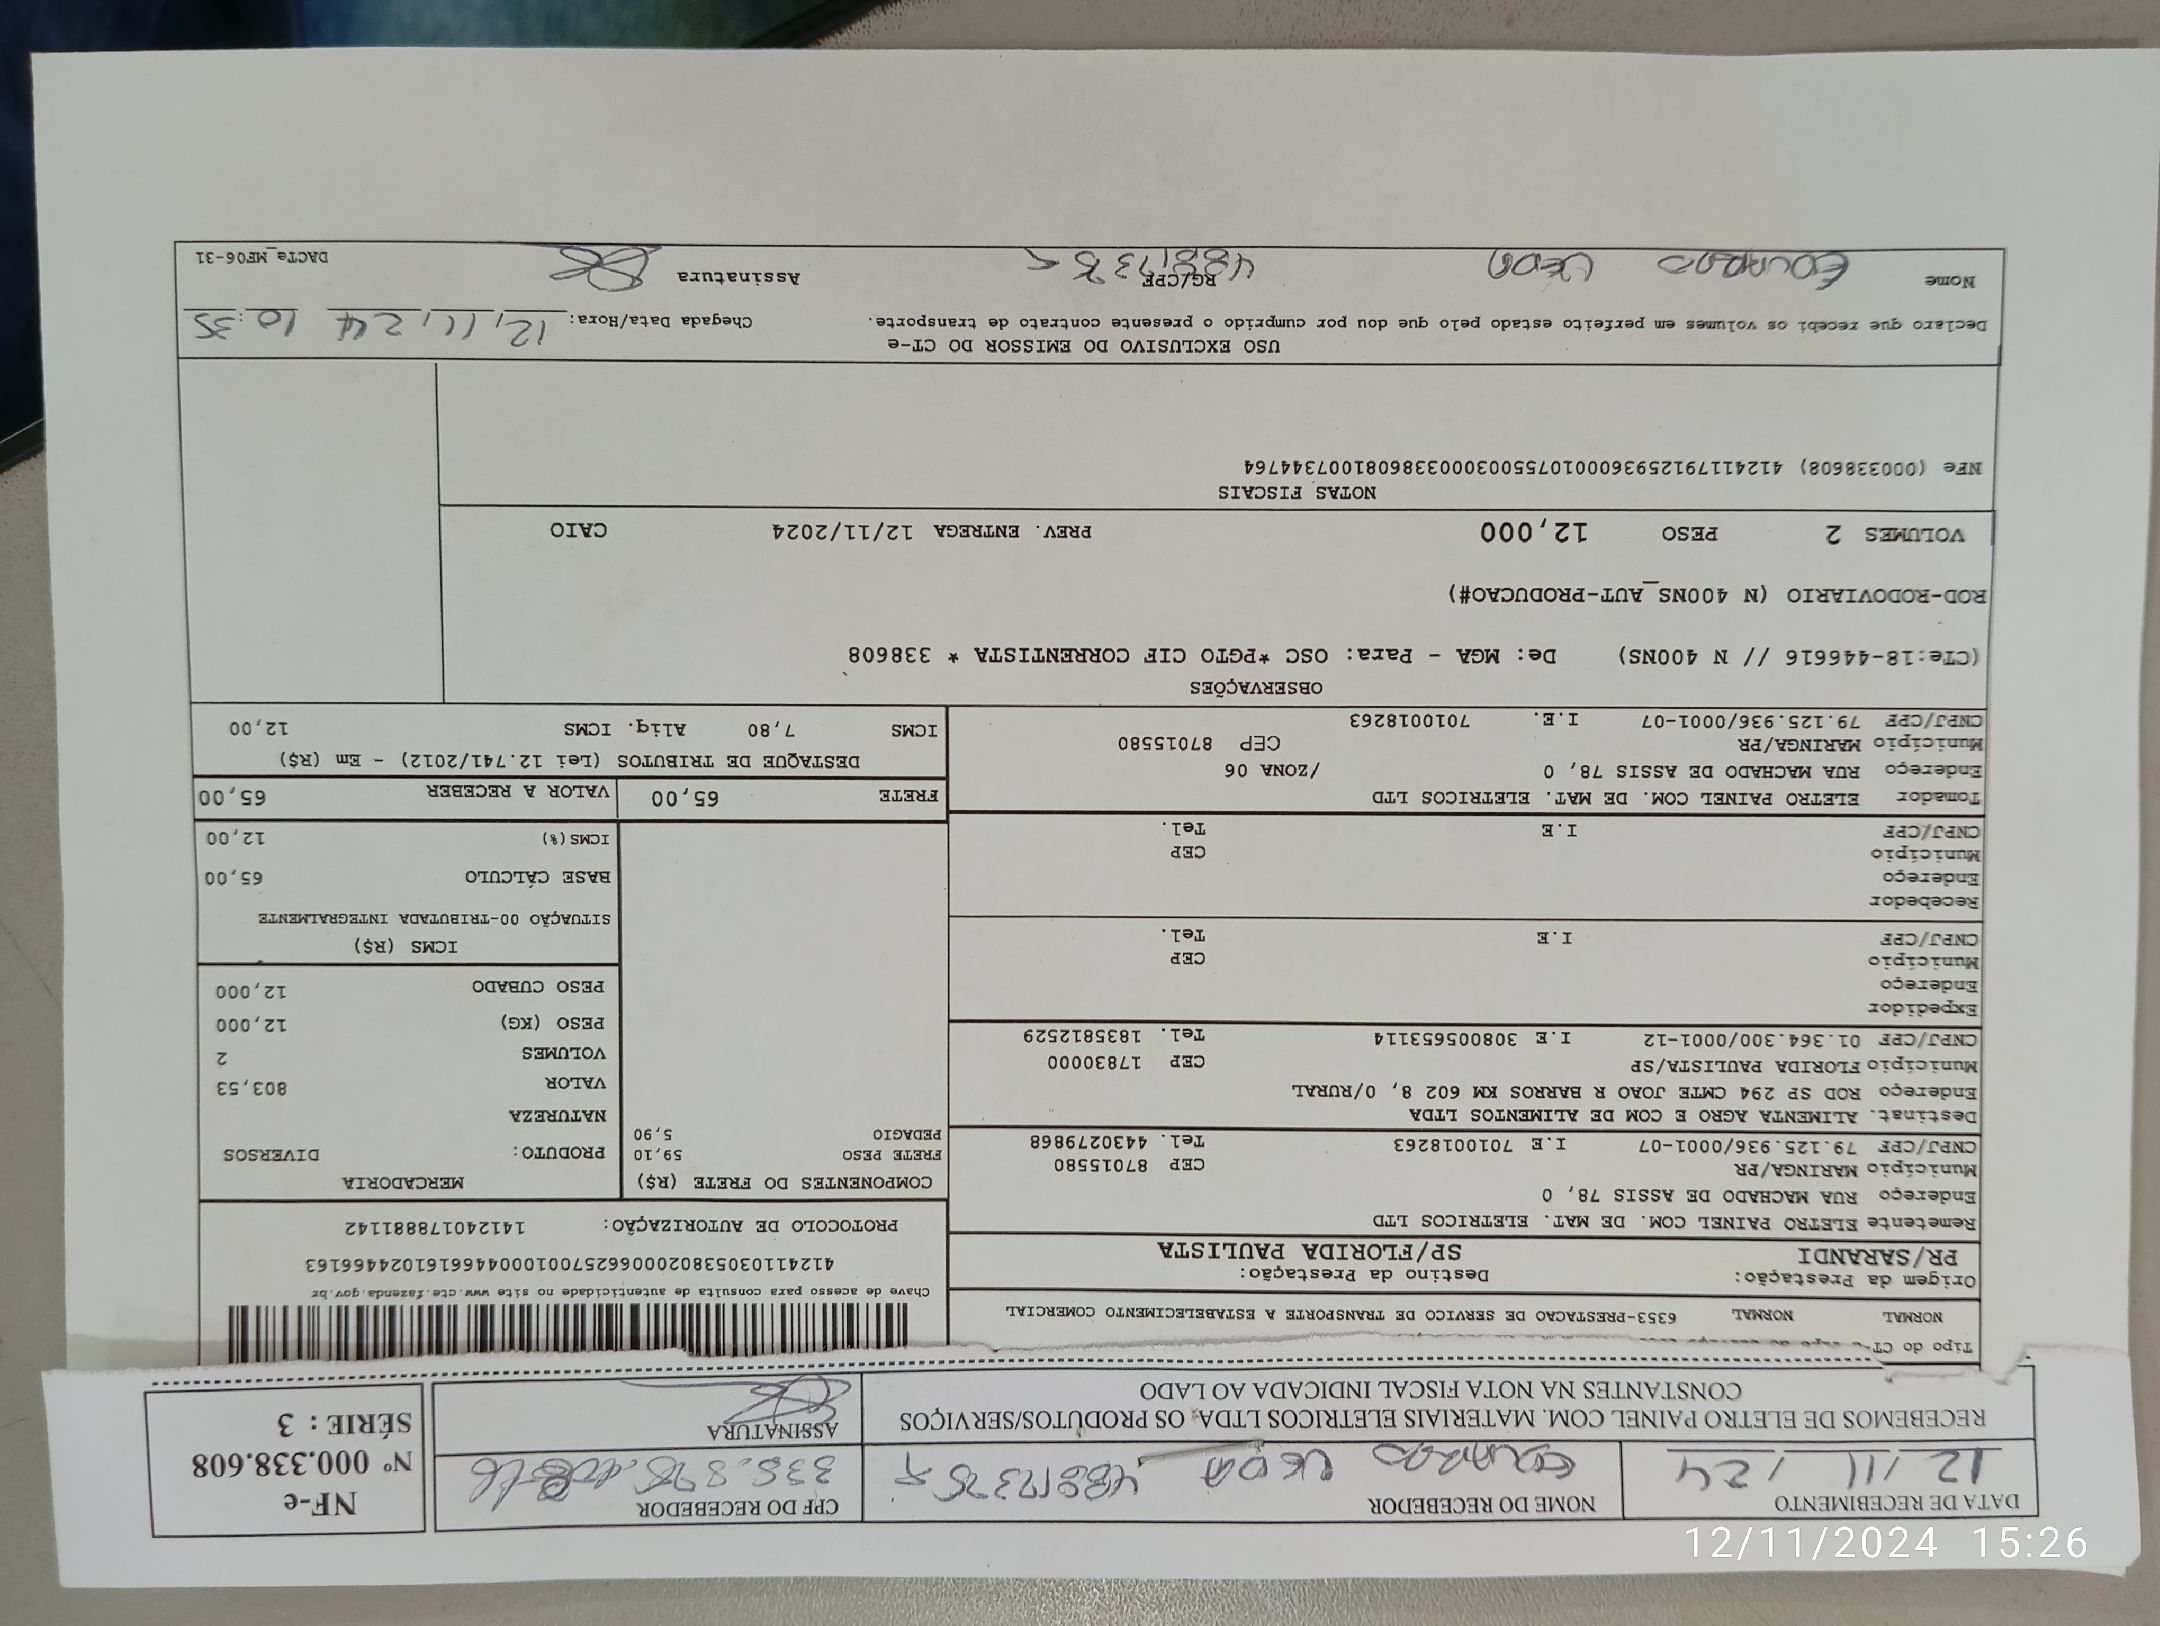 DATA DE RECEBIMENTO NOME DO RECEBEDOR CPF DO RECEBEDOR
12/11/24 EDUARDO UEDA
RECEBEMOS DE ELETRO PAINEL COM. MATERIAIS ELETRICOS LTDA. OS PRODUTOS/SERVIÇOS
CONSTANTES NA NOTA FISCAL INDICADA AO LADO
ASSINATURA
NF-e
Nº 000.338.608
SÉRIE : 3
Tipo do CT-
NORMAL NORMAL 6353-PRESTACAO DE SERVICO DE TRANSPORTE A ESTABELECIMENTO COMERCIAL
Origem da Prestação: Destino da Prestação:
PR/SARANDI SP/FLORIDA PAULISTA
Remetente ELETRO PAINEL COM. DE MAT. ELETRICOS LTD
Endereço RUA MACHADO DE ASSIS 78, 0
Município MARINGA/PR CEP 87015580
CNPJ/CPF 79.125.936/0001-07 I.E 7010018263 Tel. 4430279868
Destinat. ALIMENTA AGRO E COM DE ALIMENTOS LTDA
Endereço ROD SP 294 CMTE JOAO R BARROS KM 602 8, 0/RURAL
Município FLORIDA PAULISTA/SP CEP 17830000
CNPJ/CPF 01.364.300/0001-12 I.E 308005653114 Tel. 1835812529
Expedidor
Endereço
Município CEP
CNPJ/CPF I.E Tel.
Recebedor
Endereço
Município CEP
CNPJ/CPF I.E Tel.
Tomador ELETRO PAINEL COM. DE MAT. ELETRICOS LTD
Endereço RUA MACHADO DE ASSIS 78, 0 /ZONA 06
Município MARINGA/PR CEP 87015580
CNPJ/CPF 79.125.936/0001-07 I.E. 7010018263
Chave de acesso para consulta de autenticidade no site www.cte.fazenda.gov.br
41241103053802000662570010004466161024466163
PROTOCOLO DE AUTORIZAÇÃO: 141240178881142
COMPONENTES DO FRETE (R$)
FRETE PESO 59,10
PEDAGIO 5,90
MERCADORIA
PRODUTO: DIVERSOS
NATUREZA
VALOR 803,53
VOLUMES 2
PESO (KG) 12,000
PESO CUBADO 12,000
ICMS (R$)
SITUAÇÃO 00-TRIBUTADA INTEGRALMENTE
BASE CÁLCULO 65,00
ICMS(%) 12,00
FRETE 65,00 VALOR A RECEBER 65,00
DESTAQUE DE TRIBUTOS (Lei 12.741/2012) - Em (R$)
ICMS 7,80 Aliq. ICMS 12,00
OBSERVAÇÕES
(CTe:18-446616 // N 400NS) De: MGA - Para: OSC *PGTO CIF CORRENTISTA * 338608
ROD-RODOVIARIO (N 400NS_AUT-PRODUCAO#)
VOLUMES 2 PESO 12,000 PREV. ENTREGA 12/11/2024 CAIO
NOTAS FISCAIS
NFe (000338608) 41241179125936000107550030003386081007344764
USO EXCLUSIVO DO EMISSOR DO CT-e
Declaro que recebi os volumes em perfeito estado pelo que dou por cumprido o presente contrato de transporte. Chegada Data/Hora: 12/11/24 10:35
Nome EDUARDO UEDA RG/CPF Assinatura
DACTe_MF06-31
12/11/2024 15:26